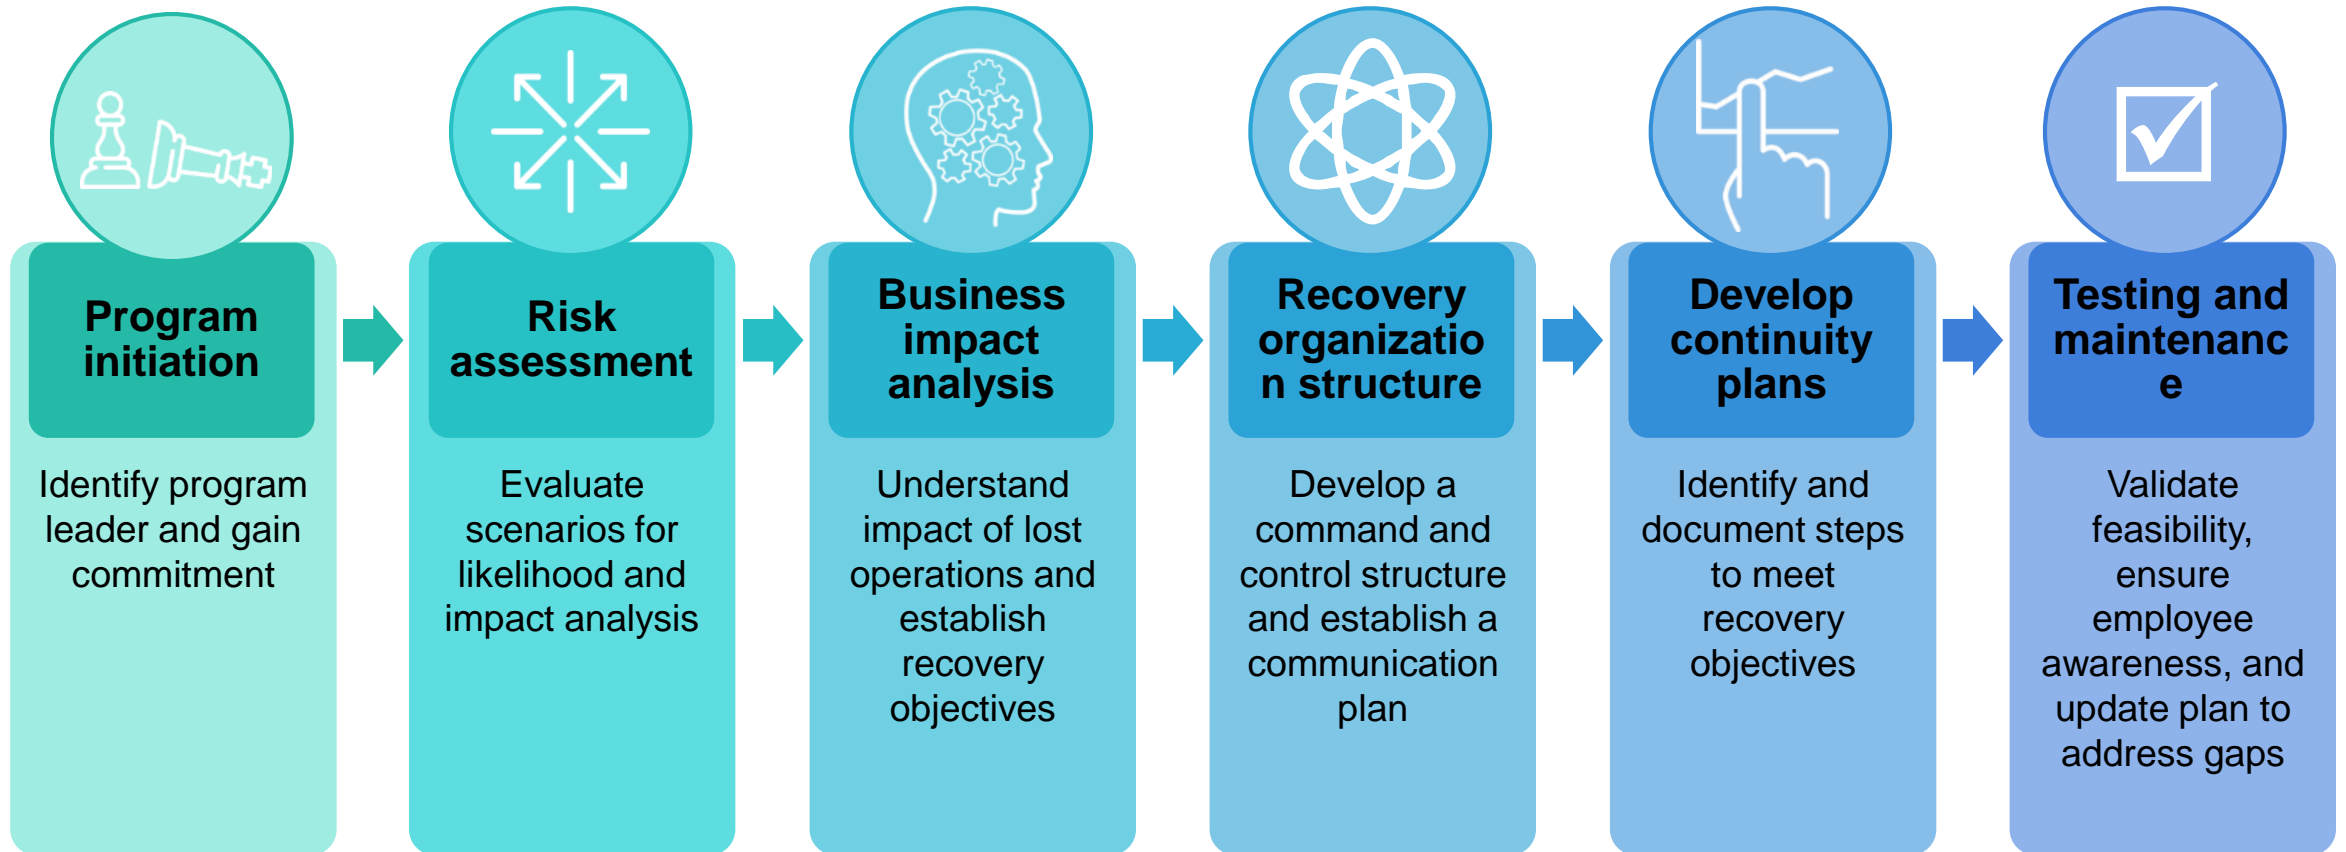 Program
initiation
Identify program
leader and gain
commitment
Risk
assessment
Evaluate
scenarios for
likelihood and
impact analysis
Business
impact
analysis
Understand
impact of lost
operations and
establish
recovery
objectives
Recovery
organizatio
n structure
Develop a
command and
control structure
and establish a
communication
plan
Develop
continuity
plans
Identify and
document steps
to meet
recovery
objectives
Testing and
maintenanc
e
Validate
feasibility,
ensure
employee
awareness, and
update plan to
address gaps